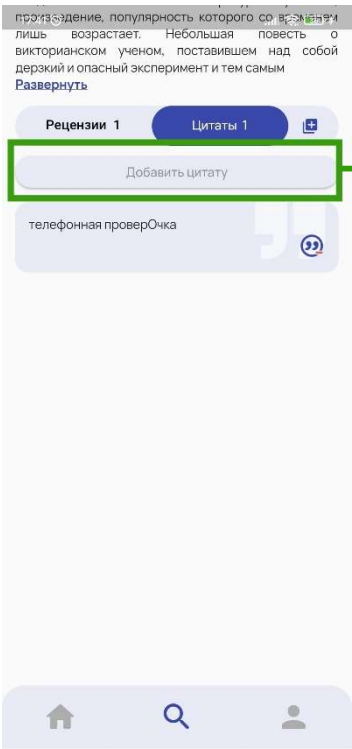 произведение, популярность которого со временем
лишь возрастает. Небольшая повесть о
викторианском ученом, поставившем над собой
дерзкий и опасный эксперимент и тем самым
Развернуть
Рецензии 1
Цитаты 1
Добавить цитату
телефонная проверОчка